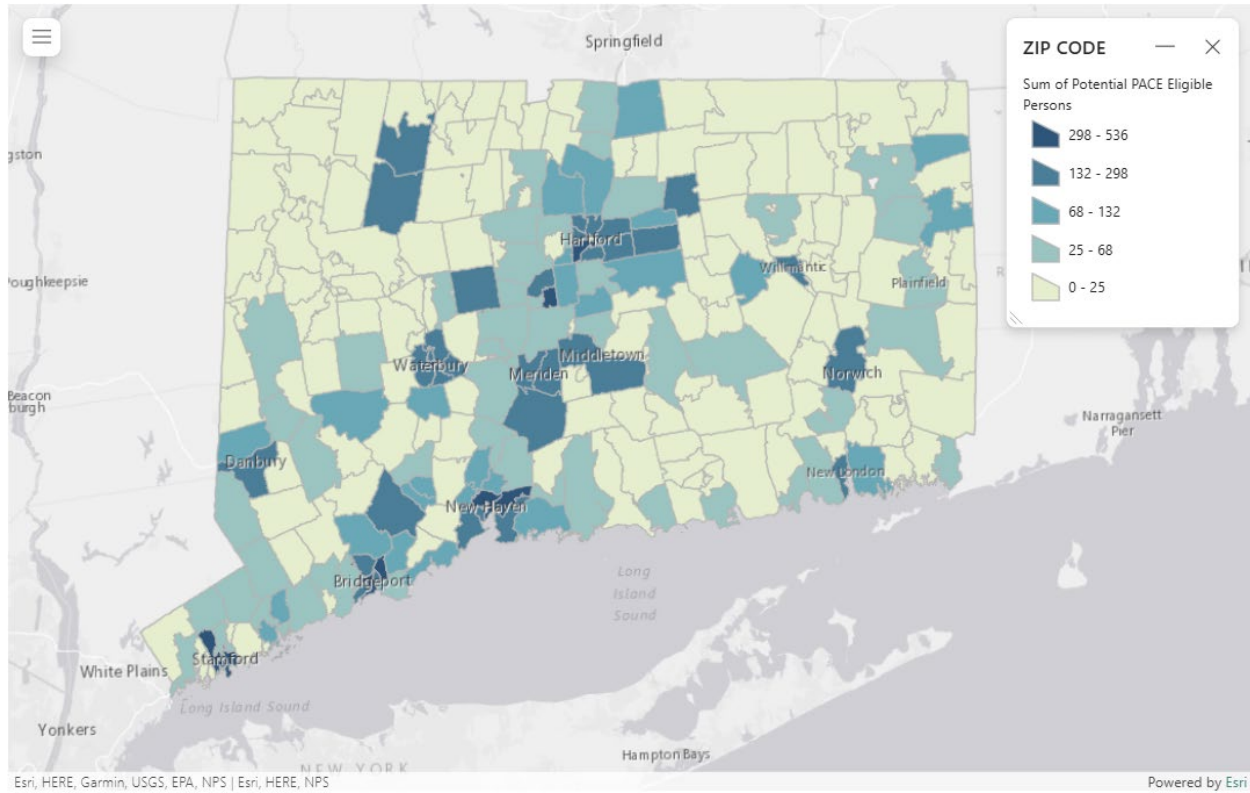 Springfield
ZIP CODE
Sum of Potential PACE Eligible
Persons
298 - 536
132 - 298
68 - 132
25 - 68
0 - 25
gston
Hartford
Willimantic
Plainfield
oughkeepsie
Waterbury
Middletown
Meriden
Norwich
Beacon
burgh
Narragansett
Pier
Danbury
New London
New Haven
Bridgeport
Long
Island
Sound
White Plains
Stamford
Long Island Sound
Yonkers
Hampton Bays
NEW YORK
Esri, HERE, Garmin, USGS, EPA, NPS | Esri, HERE, NPS
Powered by Esri